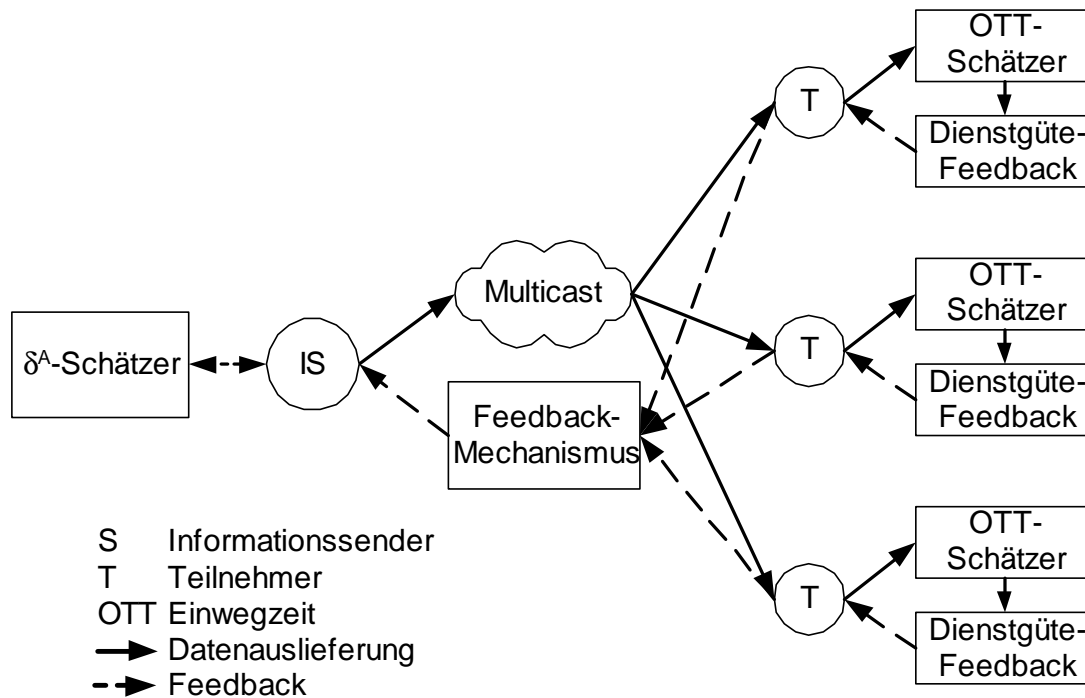 OTT-
Schätzer
T
Dienstgüte-
Feedback
Multicast
OTT-
Schätzer
δᴬ-Schätzer
IS
T
Dienstgüte-
Feedback
Feedback-
Mechanismus
OTT-
Schätzer
T
Dienstgüte-
Feedback
S Informationssender
T Teilnehmer
OTT Einwegzeit
Datenauslieferung
Feedback